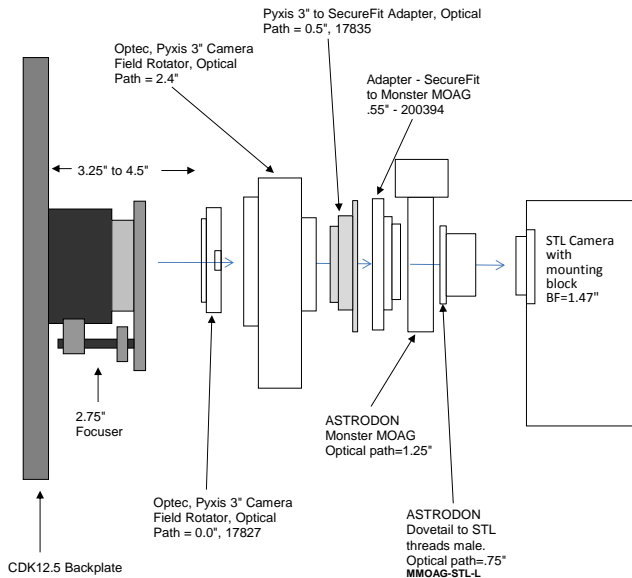 Pyxis 3" to SecureFit Adapter, Optical
Path = 0.5", 17835
Optec, Pyxis 3" Camera
Field Rotator, Optical
Path = 2.4"
Adapter - SecureFit
to Monster MOAG
.55" - 200394
3.25" to 4.5"
STL Camera
with
mounting
block
BF=1.47"
2.75"
Focuser
ASTRODON
Monster MOAG
Optical path=1.25"
Optec, Pyxis 3" Camera
Field Rotator, Optical
Path = 0.0", 17827
ASTRODON
Dovetail to STL
threads male.
Optical path=.75"
MMOAG-STL-L
CDK12.5 Backplate